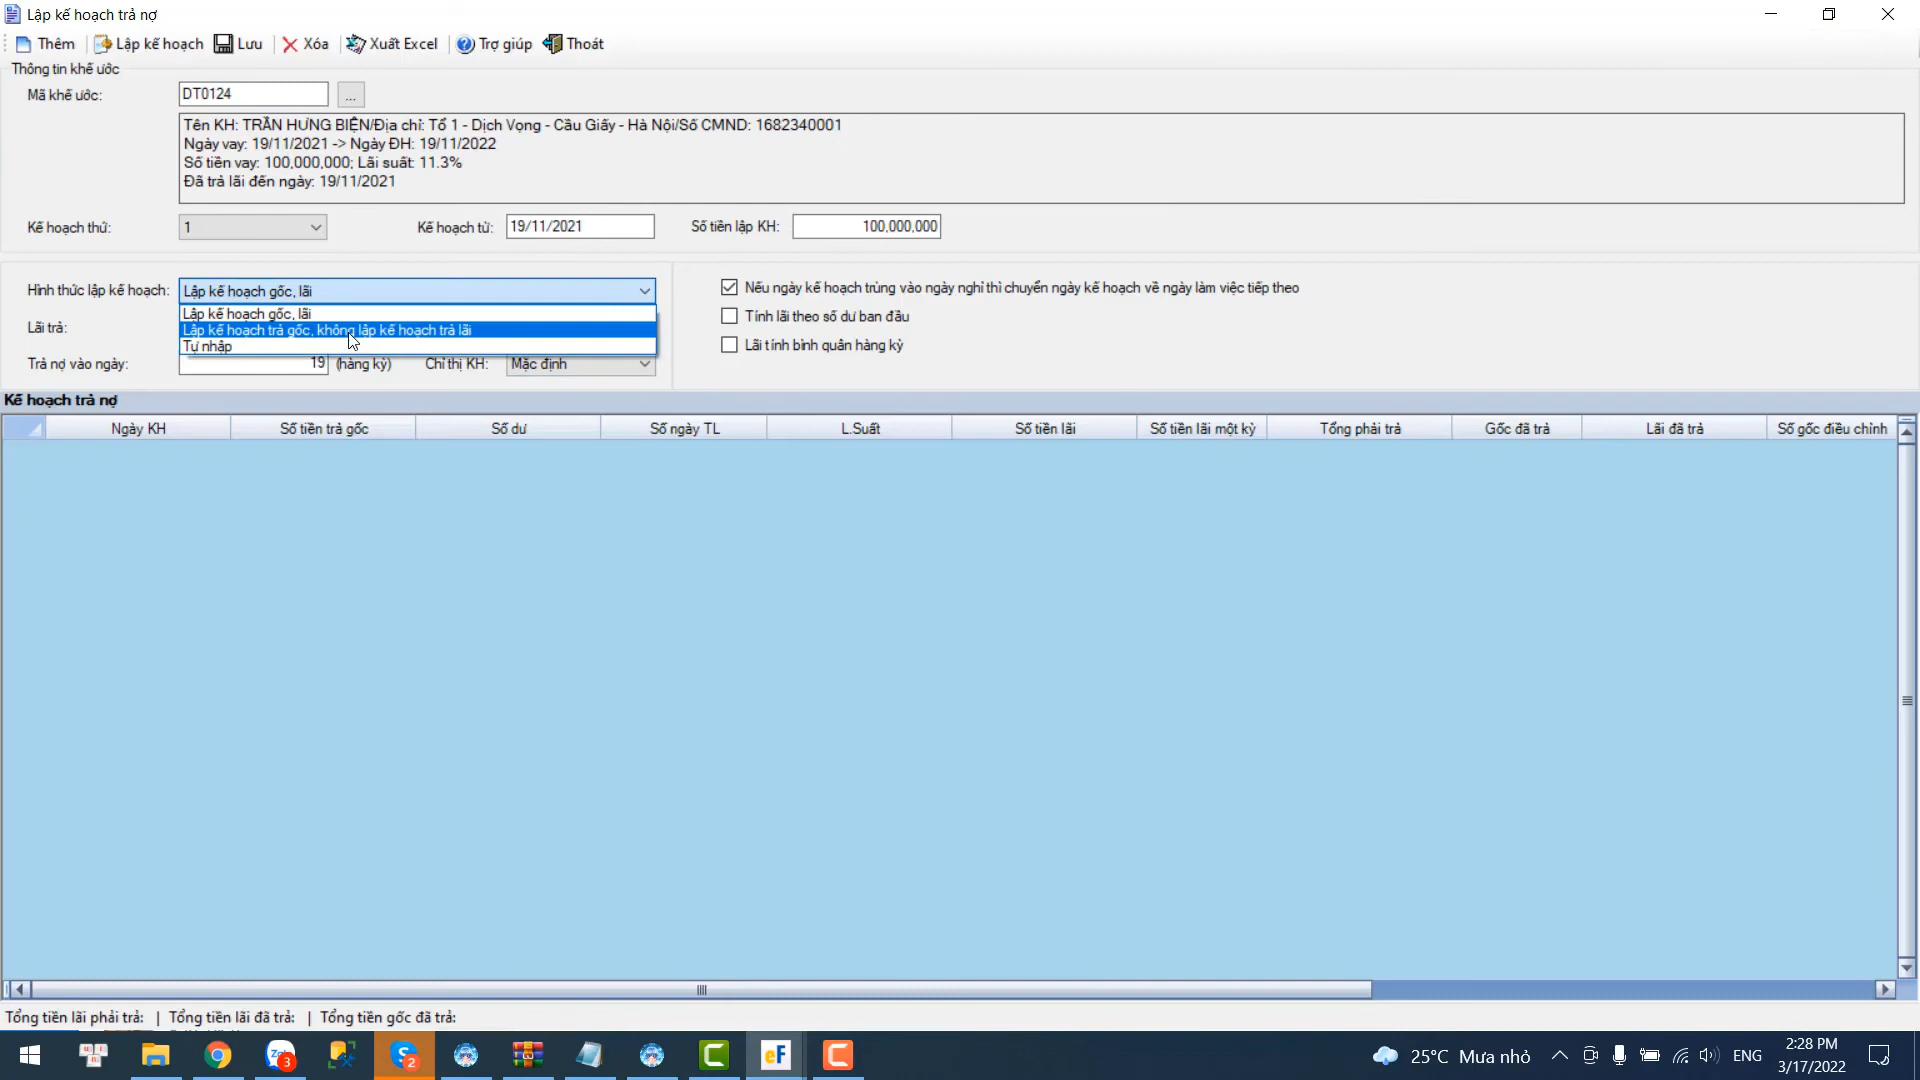 Lập kế hoạch trả nợ
Thêm Lập kế hoạch Lưu Xóa Xuất Excel Trợ giúp Thoát
Thông tin khế ước
Mã khế ước: DT0124 ...
Tên KH: TRẦN HƯNG BIỆN/Địa chỉ: Tổ 1 - Dịch Vọng - Cầu Giấy - Hà Nội/Số CMND: 1682340001
Ngày vay: 19/11/2021 -> Ngày ĐH: 19/11/2022
Số tiền vay: 100,000,000; Lãi suất: 11.3%
Đã trả lãi đến ngày: 19/11/2021
Kế hoạch thứ: 1 Kế hoạch từ: 19/11/2021 Số tiền lập KH: 100,000,000
Hình thức lập kế hoạch: Lập kế hoạch gốc, lãi
Nếu ngày kế hoạch trùng vào ngày nghỉ thì chuyển ngày kế hoạch về ngày làm việc tiếp theo
Lập kế hoạch gốc, lãi
Tính lãi theo số dư ban đầu
Lãi trả:
Lập kế hoạch trả gốc, không lập kế hoạch trả lãi
Tự nhập
Lãi tính bình quân hàng kỳ
Trả nợ vào ngày: 19 (hàng kỳ) Chỉ thị KH: Mặc định
Kế hoạch trả nợ
Ngày KH Số tiền trả gốc Số dư Số ngày TL L.Suất Số tiền lãi Số tiền lãi một kỳ Tổng phải trả Gốc đã trả Lãi đã trả Số gốc điều chỉnh
Tổng tiền lãi phải trả: | Tổng tiền lãi đã trả: | Tổng tiền gốc đã trả:
3 2 eF 25°C Mưa nhỏ ENG
2:28 PM
3/17/2022